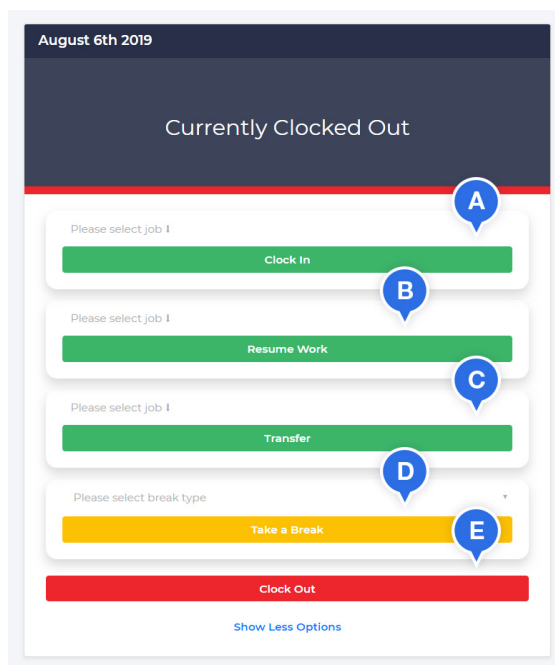 August 6th 2019
Currently Clocked Out
A
Please select job ⬇
Clock In
B
Please select job ⬇
Resume Work
C
Please select job ⬇
Transfer
D
Please select break type
Take a Break
E
Clock Out
Show Less Options